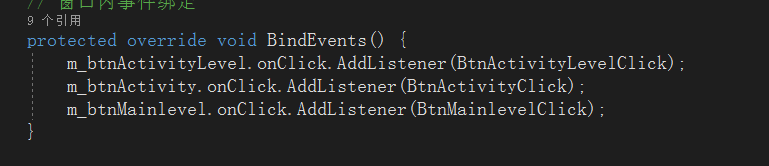 // 窗口内事件绑定
9 个引用
protected override void BindEvents() {
m_btnActivityLevel.onClick.AddListener(BtnActivityLevelClick);
m_btnActivity.onClick.AddListener(BtnActivityClick);
m_btnMainlevel.onClick.AddListener(BtnMainlevelClick);
}